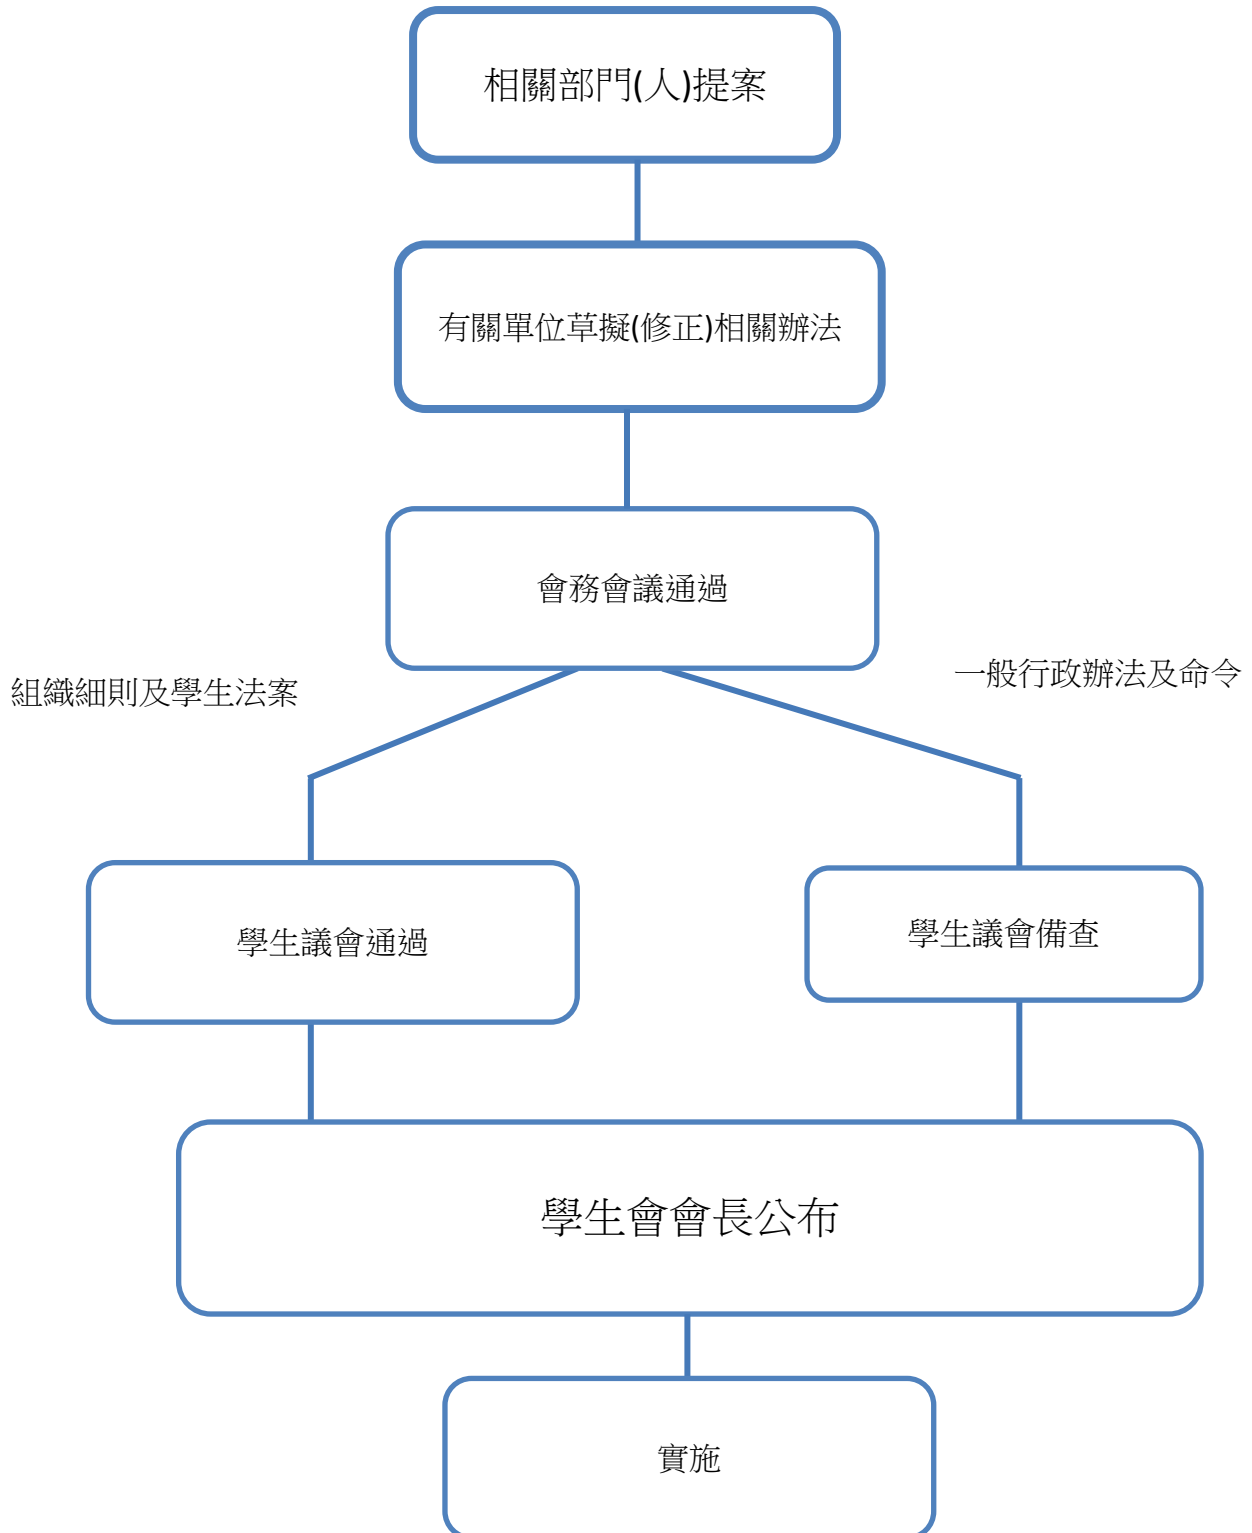 相關部門(人)提案
有關單位草擬(修正)相關辦法
會務會議通過
組織細則及學生法案
一般行政辦法及命令
學生議會通過
學生議會備查
學生會會長公布
實施